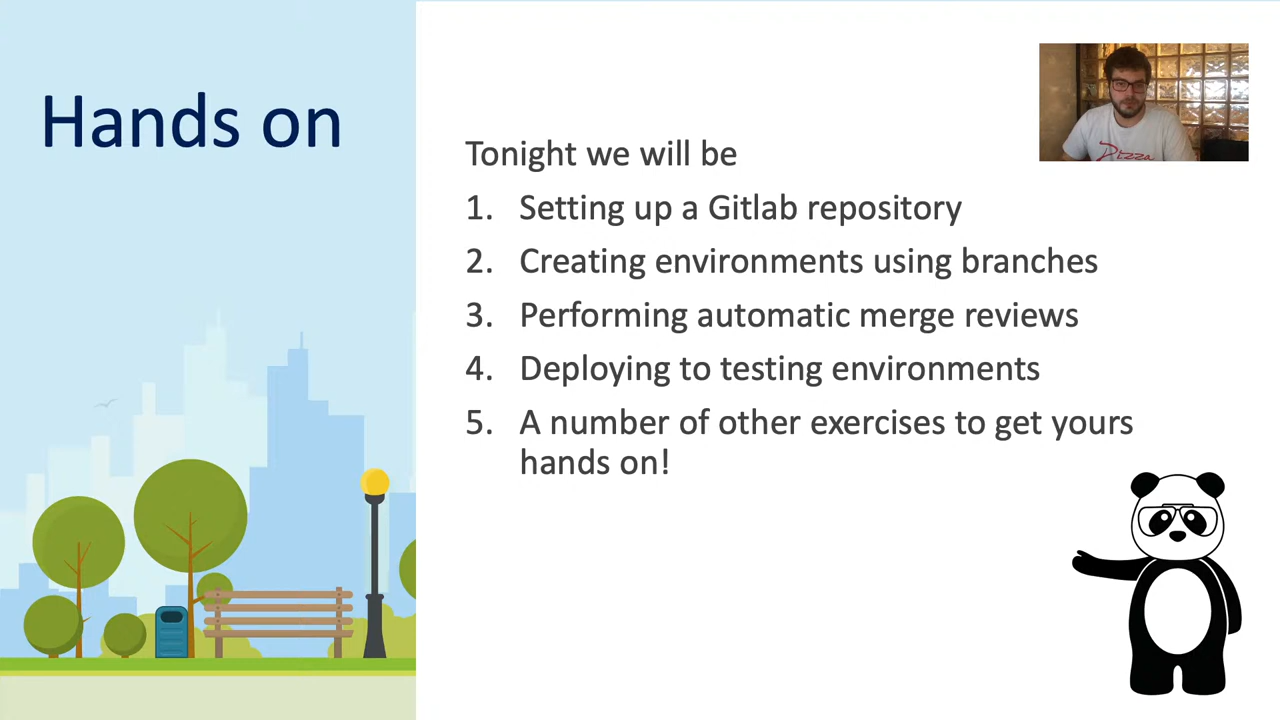 Hands on
Tonight we will be
1. Setting up a Gitlab repository
2. Creating environments using branches
3. Performing automatic merge reviews
4. Deploying to testing environments
5. A number of other exercises to get yours
hands on!
Pizza